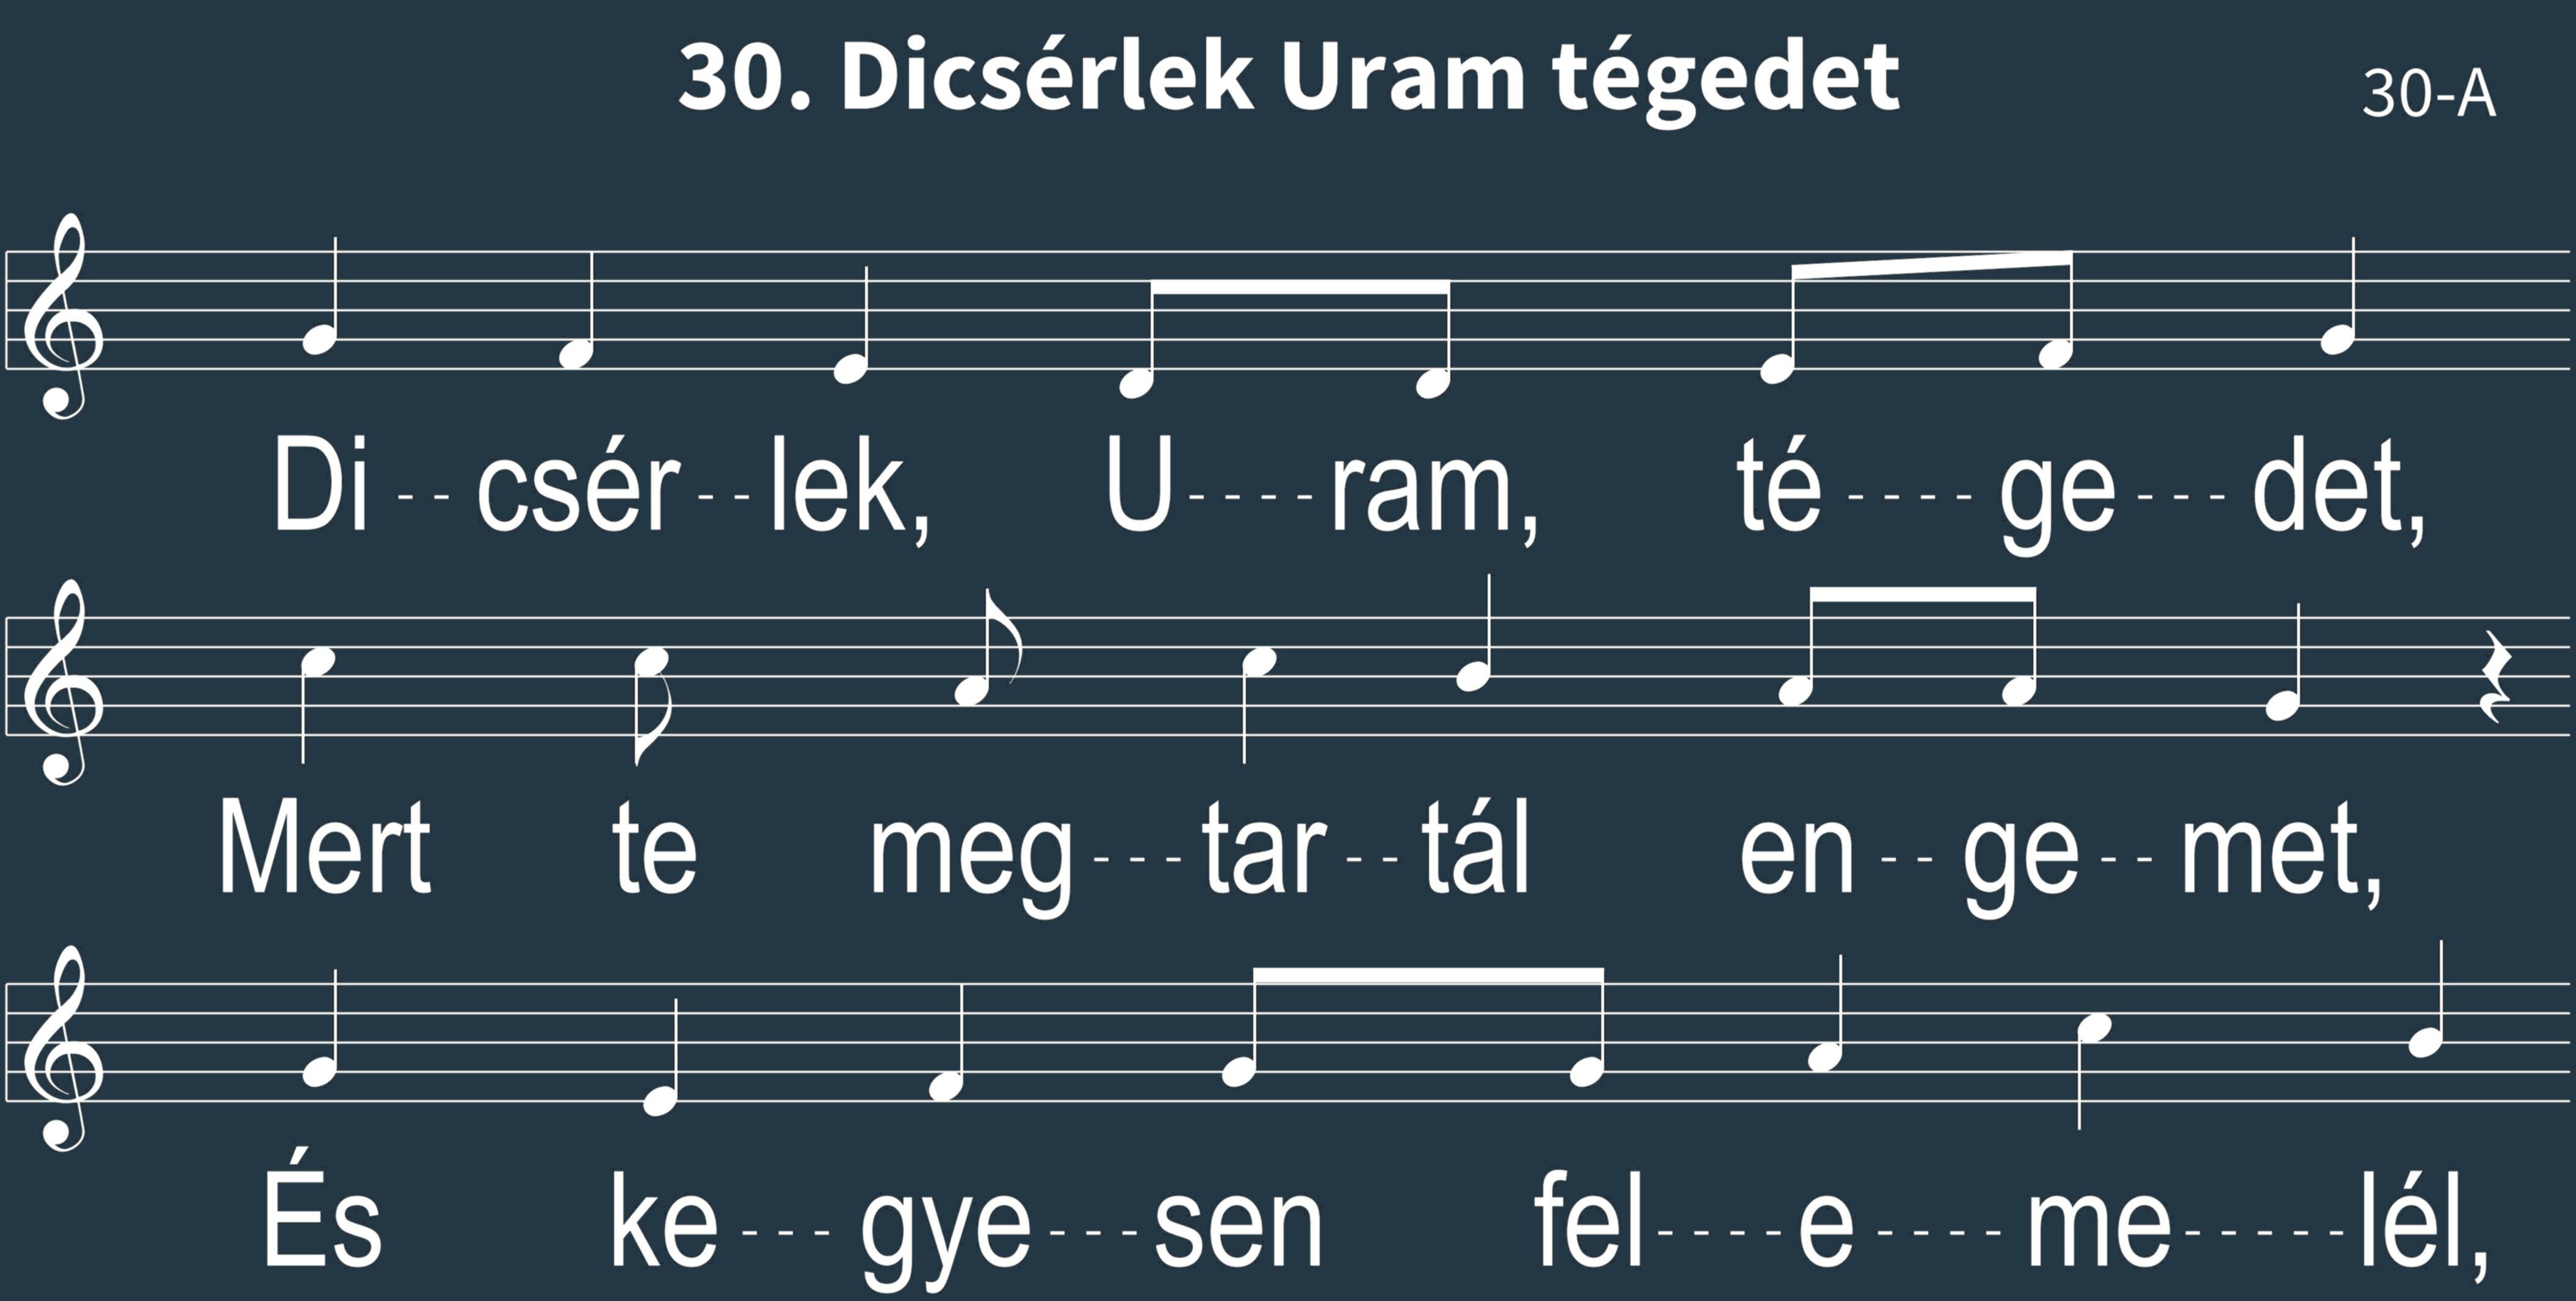 30. Dicsérlek Uram tégedet
30-A
Di--csér--lek, U----ram, té----ge---det,
Mert te meg---tar--tál en--ge--met,
És ke---gye---sen fel----e----me-----lél,